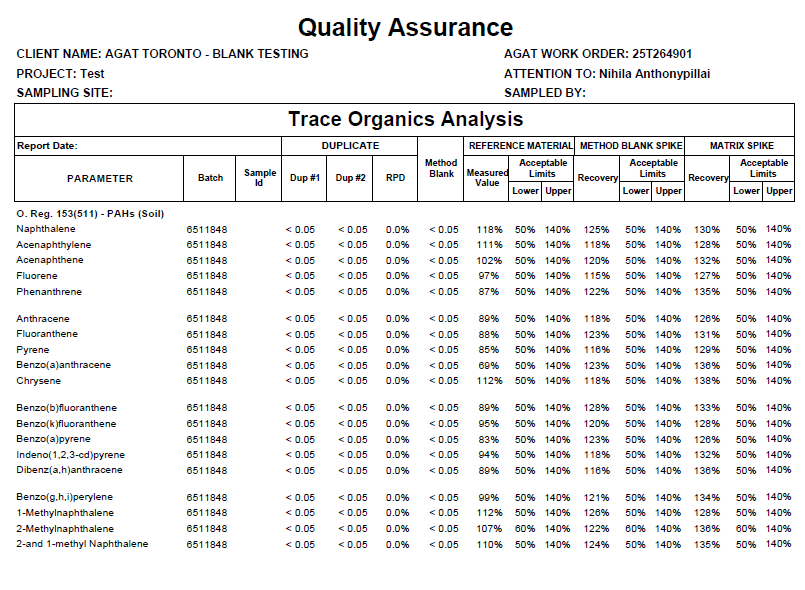 Quality Assurance
CLIENT NAME: AGAT TORONTO - BLANK TESTING AGAT WORK ORDER: 25T264901
PROJECT: Test ATTENTION TO: Nihila Anthonypillai
SAMPLING SITE: SAMPLED BY:
Trace Organics Analysis
Report Date: DUPLICATE REFERENCE MATERIAL METHOD BLANK SPIKE MATRIX SPIKE
PARAMETER Batch Sample Id Dup #1 Dup #2 RPD Method Blank Measured Value Acceptable Limits Recovery Acceptable Limits Recovery Acceptable Limits
Lower Upper Lower Upper Lower Upper
O. Reg. 153(511) - PAHs (Soil)
Naphthalene 6511848 < 0.05 < 0.05 0.0% < 0.05 118% 50% 140% 125% 50% 140% 130% 50% 140%
Acenaphthylene 6511848 < 0.05 < 0.05 0.0% < 0.05 111% 50% 140% 118% 50% 140% 128% 50% 140%
Acenaphthene 6511848 < 0.05 < 0.05 0.0% < 0.05 102% 50% 140% 120% 50% 140% 132% 50% 140%
Fluorene 6511848 < 0.05 < 0.05 0.0% < 0.05 97% 50% 140% 115% 50% 140% 127% 50% 140%
Phenanthrene 6511848 < 0.05 < 0.05 0.0% < 0.05 87% 50% 140% 122% 50% 140% 135% 50% 140%
Anthracene 6511848 < 0.05 < 0.05 0.0% < 0.05 89% 50% 140% 118% 50% 140% 126% 50% 140%
Fluoranthene 6511848 < 0.05 < 0.05 0.0% < 0.05 88% 50% 140% 123% 50% 140% 131% 50% 140%
Pyrene 6511848 < 0.05 < 0.05 0.0% < 0.05 85% 50% 140% 116% 50% 140% 129% 50% 140%
Benzo(a)anthracene 6511848 < 0.05 < 0.05 0.0% < 0.05 69% 50% 140% 123% 50% 140% 136% 50% 140%
Chrysene 6511848 < 0.05 < 0.05 0.0% < 0.05 112% 50% 140% 118% 50% 140% 138% 50% 140%
Benzo(b)fluoranthene 6511848 < 0.05 < 0.05 0.0% < 0.05 89% 50% 140% 128% 50% 140% 133% 50% 140%
Benzo(k)fluoranthene 6511848 < 0.05 < 0.05 0.0% < 0.05 95% 50% 140% 120% 50% 140% 128% 50% 140%
Benzo(a)pyrene 6511848 < 0.05 < 0.05 0.0% < 0.05 83% 50% 140% 123% 50% 140% 126% 50% 140%
Indeno(1,2,3-cd)pyrene 6511848 < 0.05 < 0.05 0.0% < 0.05 94% 50% 140% 118% 50% 140% 132% 50% 140%
Dibenz(a,h)anthracene 6511848 < 0.05 < 0.05 0.0% < 0.05 89% 50% 140% 116% 50% 140% 136% 50% 140%
Benzo(g,h,i)perylene 6511848 < 0.05 < 0.05 0.0% < 0.05 99% 50% 140% 121% 50% 140% 134% 50% 140%
1-Methylnaphthalene 6511848 < 0.05 < 0.05 0.0% < 0.05 112% 50% 140% 126% 50% 140% 128% 50% 140%
2-Methylnaphthalene 6511848 < 0.05 < 0.05 0.0% < 0.05 107% 60% 140% 122% 60% 140% 136% 60% 140%
2-and 1-methyl Naphthalene 6511848 < 0.05 < 0.05 0.0% < 0.05 110% 50% 140% 124% 50% 140% 135% 50% 140%